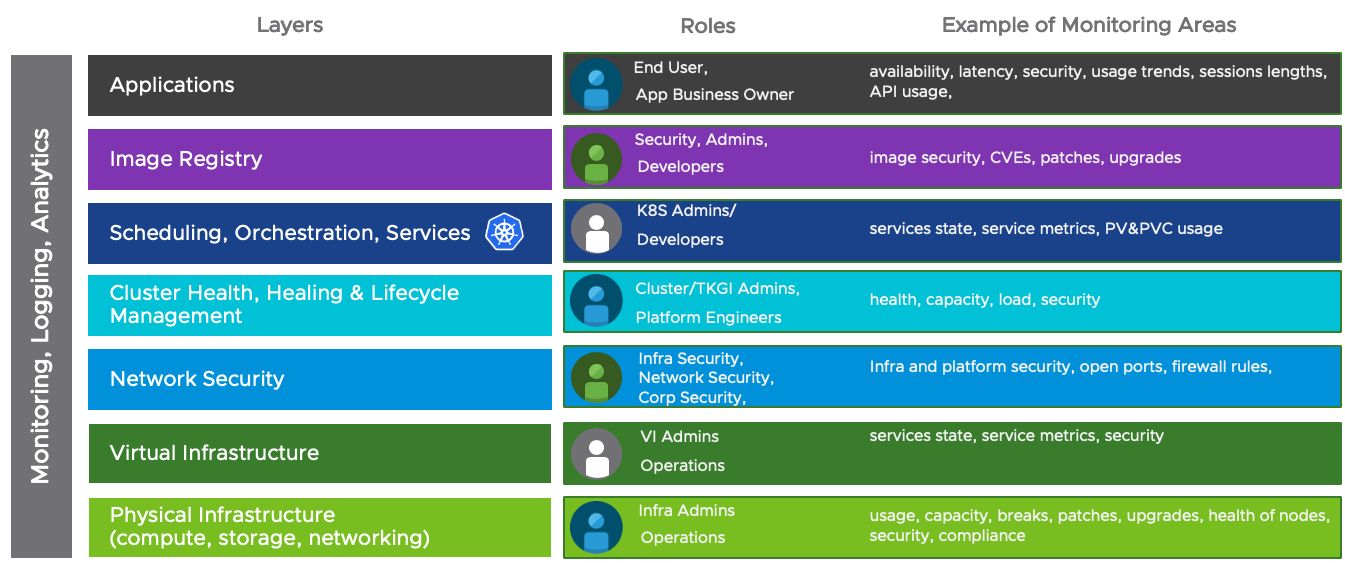 Layers
Roles
Example of Monitoring Areas
Monitoring, Logging, Analytics
Applications
End User,
App Business Owner
availability, latency, security, usage trends, sessions lengths,
API usage,
Image Registry
Security, Admins,
Developers
image security, CVEs, patches, upgrades
Scheduling, Orchestration, Services
K8S Admins/
Developers
services state, service metrics, PV&PVC usage
Cluster Health, Healing & Lifecycle
Management
Cluster/TKGI Admins,
Platform Engineers
health, capacity, load, security
Network Security
Infra Security,
Network Security,
Corp Security,
Infra and platform security, open ports, firewall rules,
Virtual Infrastructure
VI Admins
Operations
services state, service metrics, security
Physical Infrastructure
(compute, storage, networking)
Infra Admins
Operations
usage, capacity, breaks, patches, upgrades, health of nodes,
security, compliance